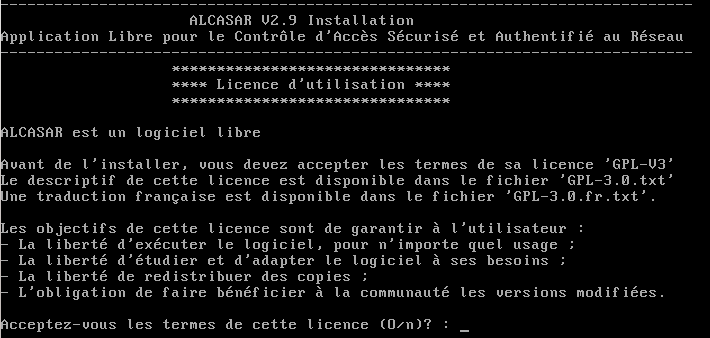 ------------------------------------------------------------------------------
ALCASAR V2.9 Installation
Application Libre pour le Contrôle d'Accès Sécurisé et Authentifié au Réseau
------------------------------------------------------------------------------
*******************************
**** Licence d'utilisation ****
*******************************
ALCASAR est un logiciel libre
Avant de l'installer, vous devez accepter les termes de sa licence 'GPL-V3'
Le descriptif de cette licence est disponible dans le fichier 'GPL-3.0.txt'
Une traduction française est disponible dans le fichier 'GPL-3.0.fr.txt'.
Les objectifs de cette licence sont de garantir à l'utilisateur :
- La liberté d'exécuter le logiciel, pour n'importe quel usage ;
- La liberté d'étudier et d'adapter le logiciel à ses besoins ;
- La liberté de redistribuer des copies ;
- L'obligation de faire bénéficier à la communauté les versions modifiées.
Acceptez-vous les termes de cette licence (O/n)? : _